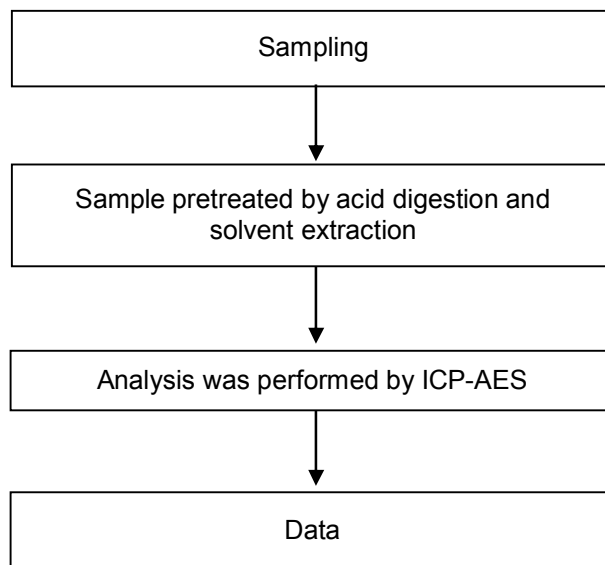 Sampling
Sample pretreated by acid digestion and
solvent extraction
Analysis was performed by ICP-AES
Data